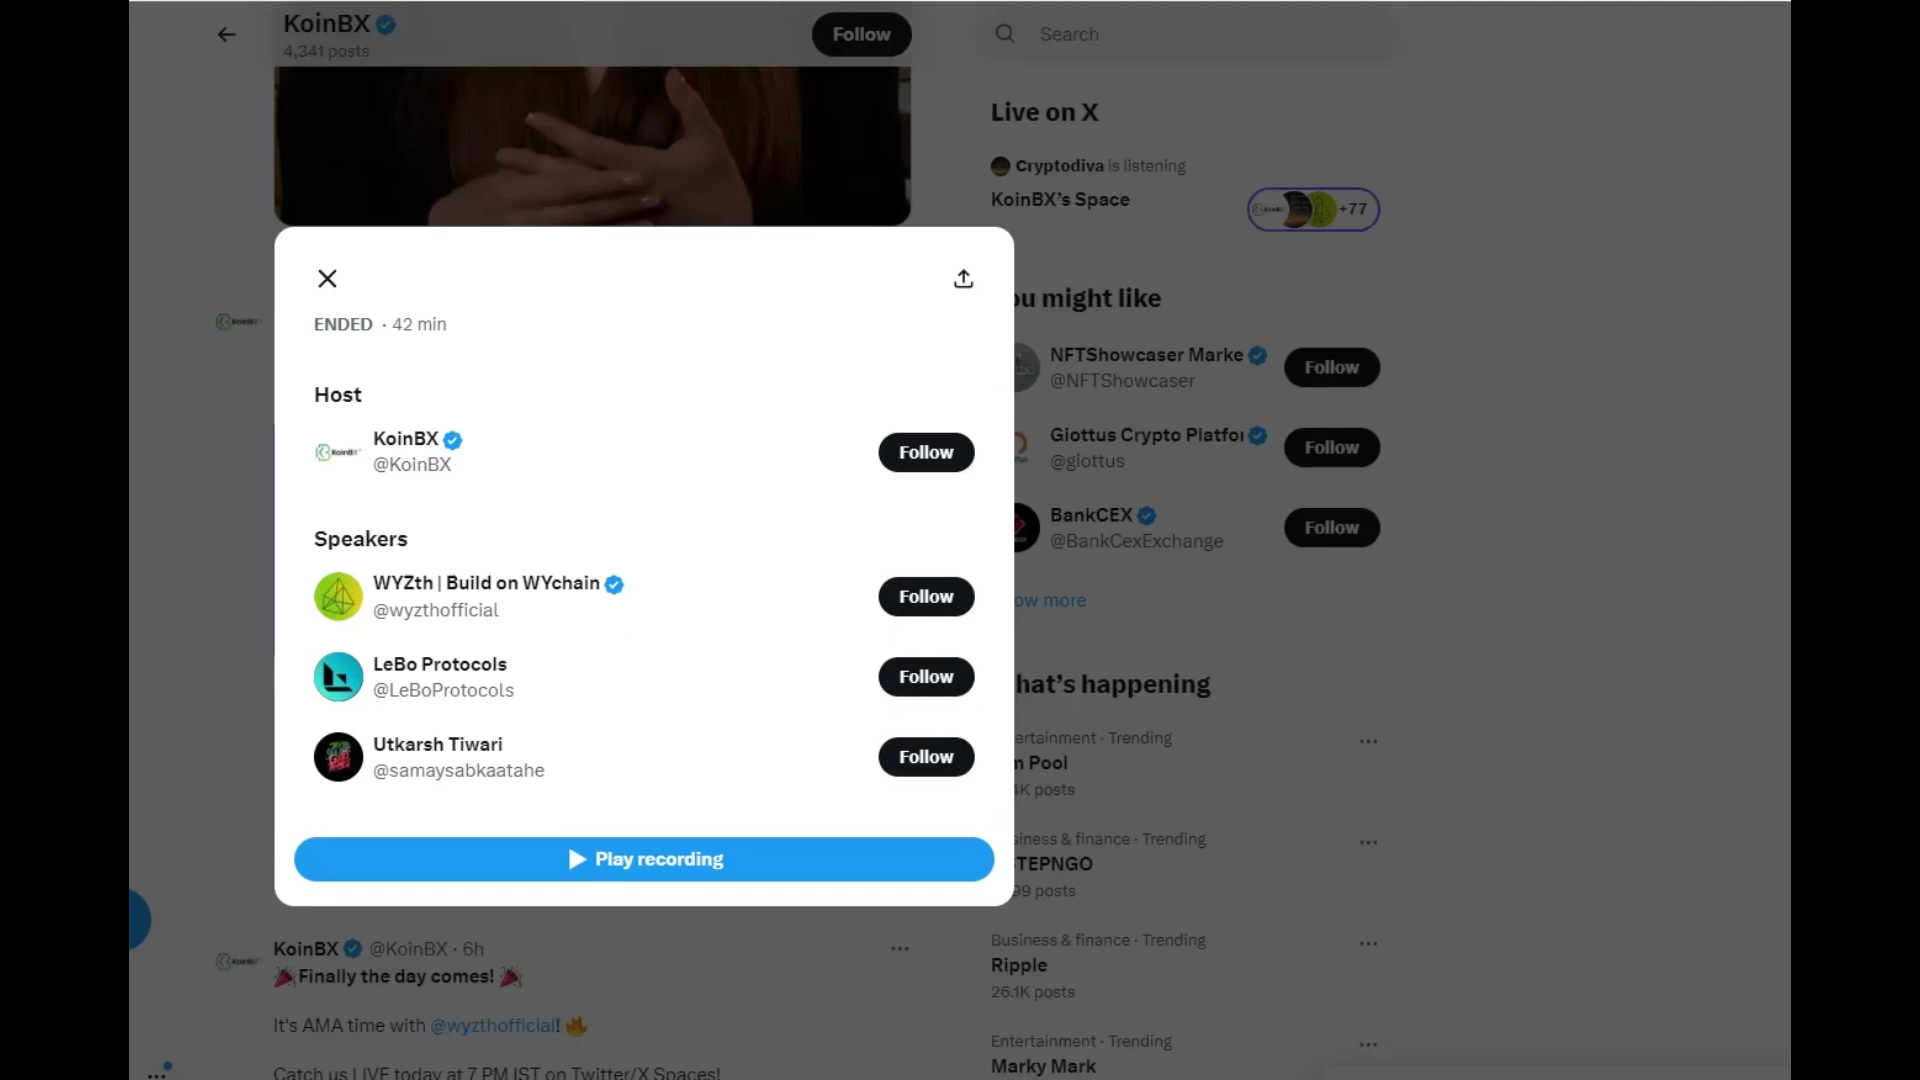 KoinBX
4,341 posts
Follow
Search
Live on X
Cryptodiva is listening
KoinBX's Space
+77
ENDED · 42 min
Host
KoinBX
@KoinBX
Follow
Speakers
WYZth | Build on WYchain
@wyzthofficial
Follow
LeBo Protocols
@LeBoProtocols
Follow
Utkarsh Tiwari
@samaysabkaatahe
Follow
Play recording
ou might like
NFTShowcaser Marke
@NFTShowcaser
Follow
Giottus Crypto Platfor
@giottus
Follow
BankCEX
@BankCexExchange
Follow
ow more
hat's happening
ertainment · Trending
m Pool
4K posts
siness & finance · Trending
TEPNGO
99 posts
Business & finance · Trending
Ripple
26.1K posts
Entertainment · Trending
Marky Mark
KoinBX @KoinBX · 6h
🎉Finally the day comes! 🎉
It's AMA time with @wyzthofficial! 🔥
Catch us LIVE today at 7 PM IST on Twitter/X Spaces!